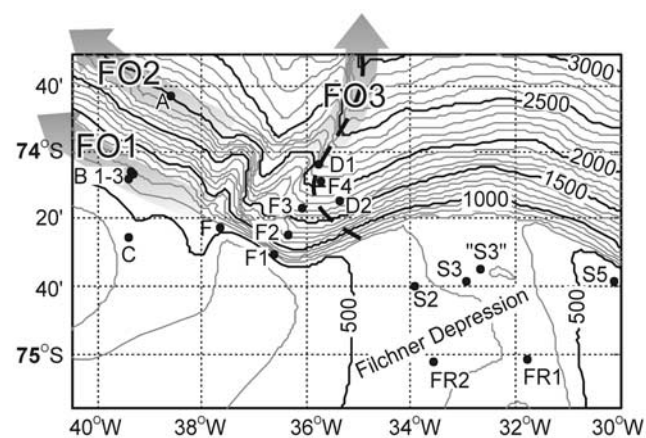 3000
40'
FO2
A
FO3
2500
FO1
74°S
2000
B 1-3
D1
F4
1500
F3
D2
1000
20'
F
F2
C
F1
"S3"
S3
S5
40'
S2
500
500
Filchner Depression
75°S
FR2
FR1
40°W
38°W
36°W
34°W
32°W
30°W